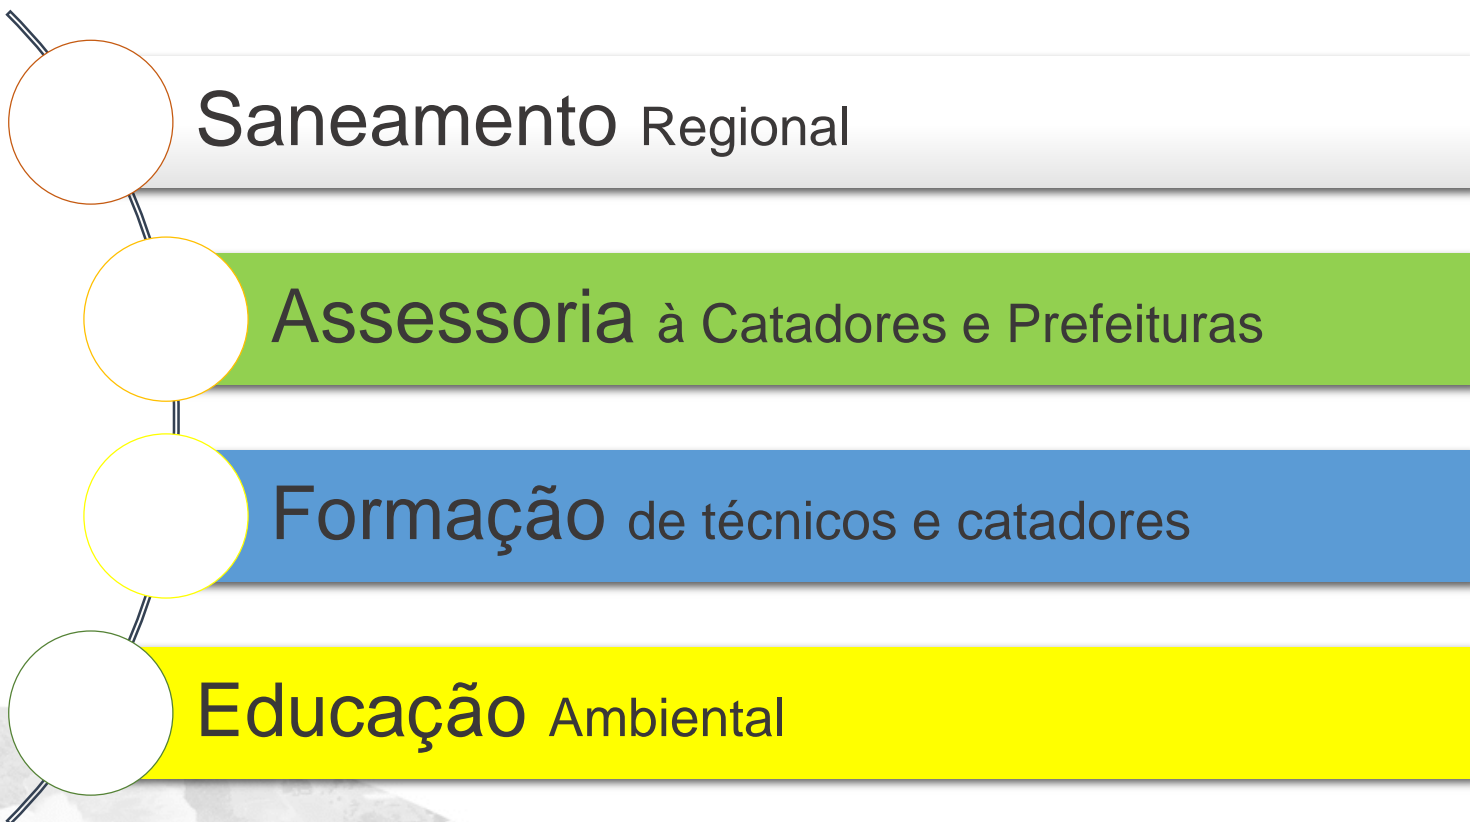 Saneamento Regional
Assessoria à Catadores e Prefeituras
Formação de técnicos e catadores
Educação Ambiental